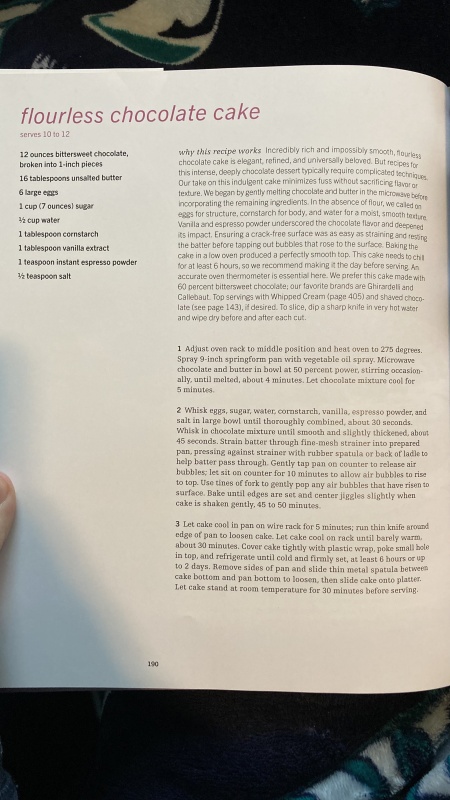 flourless chocolate cake
serves 10 to 12
12 ounces bittersweet chocolate,
broken into 1-inch pieces
16 tablespoons unsalted butter
6 large eggs
1 cup (7 ounces) sugar
½ cup water
1 tablespoon cornstarch
1 tablespoon vanilla extract
1 teaspoon instant espresso powder
½ teaspoon salt
why this recipe works Incredibly rich and impossibly smooth, flourless
chocolate cake is elegant, refined, and universally beloved. But recipes for
this intense, deeply chocolate dessert typically require complicated techniques.
Our take on this indulgent cake minimizes fuss without sacrificing flavor or
texture. We began by gently melting chocolate and butter in the microwave before
incorporating the remaining ingredients. In the absence of flour, we called on
eggs for structure, cornstarch for body, and water for a moist, smooth texture.
Vanilla and espresso powder underscored the chocolate flavor and deepened
its impact. Ensuring a crack-free surface was as easy as straining and resting
the batter before tapping out bubbles that rose to the surface. Baking the
cake in a low oven produced a perfectly smooth top. This cake needs to chill
for at least 6 hours, so we recommend making it the day before serving. An
accurate oven thermometer is essential here. We prefer this cake made with
60 percent bittersweet chocolate; our favorite brands are Ghirardelli and
Callebaut. Top servings with Whipped Cream (page 405) and shaved choco-
late (see page 143), if desired. To slice, dip a sharp knife in very hot water
and wipe dry before and after each cut.
1 Adjust oven rack to middle position and heat oven to 275 degrees.
Spray 9-inch springform pan with vegetable oil spray. Microwave
chocolate and butter in bowl at 50 percent power, stirring occasion-
ally, until melted, about 4 minutes. Let chocolate mixture cool for
5 minutes.
2 Whisk eggs, sugar, water, cornstarch, vanilla, espresso powder, and
salt in large bowl until thoroughly combined, about 30 seconds.
Whisk in chocolate mixture until smooth and slightly thickened, about
45 seconds. Strain batter through fine-mesh strainer into prepared
pan, pressing against strainer with rubber spatula or back of ladle to
help batter pass through. Gently tap pan on counter to release air
bubbles; let sit on counter for 10 minutes to allow air bubbles to rise
to top. Use tines of fork to gently pop any air bubbles that have risen to
surface. Bake until edges are set and center jiggles slightly when
cake is shaken gently, 45 to 50 minutes.
3 Let cake cool in pan on wire rack for 5 minutes; run thin knife around
edge of pan to loosen cake. Let cake cool on rack until barely warm,
about 30 minutes. Cover cake tightly with plastic wrap, poke small hole
in top, and refrigerate until cold and firmly set, at least 6 hours or up
to 2 days. Remove sides of pan and slide thin metal spatula between
cake bottom and pan bottom to loosen, then slide cake onto platter.
Let cake stand at room temperature for 30 minutes before serving.
190